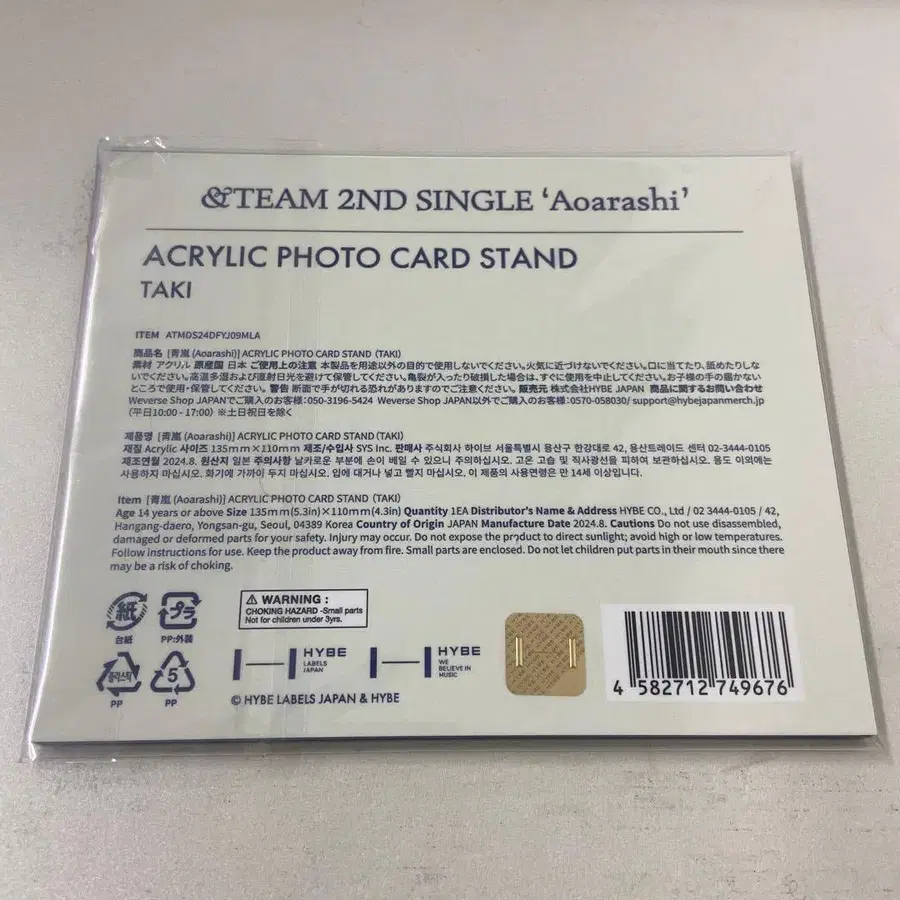 &TEAM 2ND SINGLE ‘Aoarashi’
ACRYLIC PHOTO CARD STAND
TAKI
ITEM ATMDS24DFYJ09MLA
商品名 [青嵐 (Aoarashi)] ACRYLIC PHOTO CARD STAND (TAKI)
素材 アクリル 原産国 日本 ご使用上の注意 本製品を用途以外の目的で使用しないでください。火気に近づけないでください。口に当てたり、舐めたりしな
いでください。高温多湿および直射日光を避けて保管してください。亀裂が入ったり破損した場合は、すぐに使用を中止してください。お子様の手の届かない
ところで使用・保管してください。警告 断面で手が切れる恐れがありますのでご注意ください。販売元 株式会社HYBE JAPAN 商品に関するお問い合わせ
Weverse Shop JAPANでご購入のお客様:050-3196-5424 Weverse Shop JAPAN以外でご購入のお客様:0570-058030/ support@hybejapanmerch.jp
(平日10:00 - 17:00) ※土日祝日を除く
제품명 [青嵐 (Aoarashi)] ACRYLIC PHOTO CARD STAND (TAKI)
재질 Acrylic 사이즈 135mm×110mm 제조/수입사 SYS Inc. 판매사 주식회사 하이브 서울특별시 용산구 한강대로 42, 용산트레이드 센터 02-3444-0105
제조연월 2024.8. 원산지 일본 주의사항 날카로운 부분에 손이 베일 수 있으니 주의하십시오. 고온 고습 및 직사광선을 피하여 보관하십시오. 용도 이외에는
사용하지 마십시오. 화기에 가까이 두지 마십시오. 입에 대거나 넣고 빨지 마십시오. 이 제품의 사용연령은 만 14세 이상입니다.
Item [青嵐 (Aoarashi)] ACRYLIC PHOTO CARD STAND (TAKI)
Age 14 years or above Size 135mm(5.3in)×110mm(4.3in) Quantity 1EA Distributor's Name & Address HYBE CO., Ltd / 02 3444-0105 / 42,
Hangang-daero, Yongsan-gu, Seoul, 04389 Korea Country of Origin JAPAN Manufacture Date 2024.8. Cautions Do not use disassembled,
damaged or deformed parts for your safety. Injury may occur. Do not expose the product to direct sunlight; avoid high or low temperatures.
Follow instructions for use. Keep the product away from fire. Small parts are enclosed. Do not let children put parts in their mouth since there
may be a risk of choking.
紙
台紙
プラ
PP:外装
플라스틱
PP
5
PP
⚠ WARNING :
CHOKING HAZARD -Small parts
Not for children under 3yrs.
HYBE
LABELS
JAPAN
HYBE
WE
BELIEVE IN
MUSIC
© HYBE LABELS JAPAN & HYBE
4 582712 749676